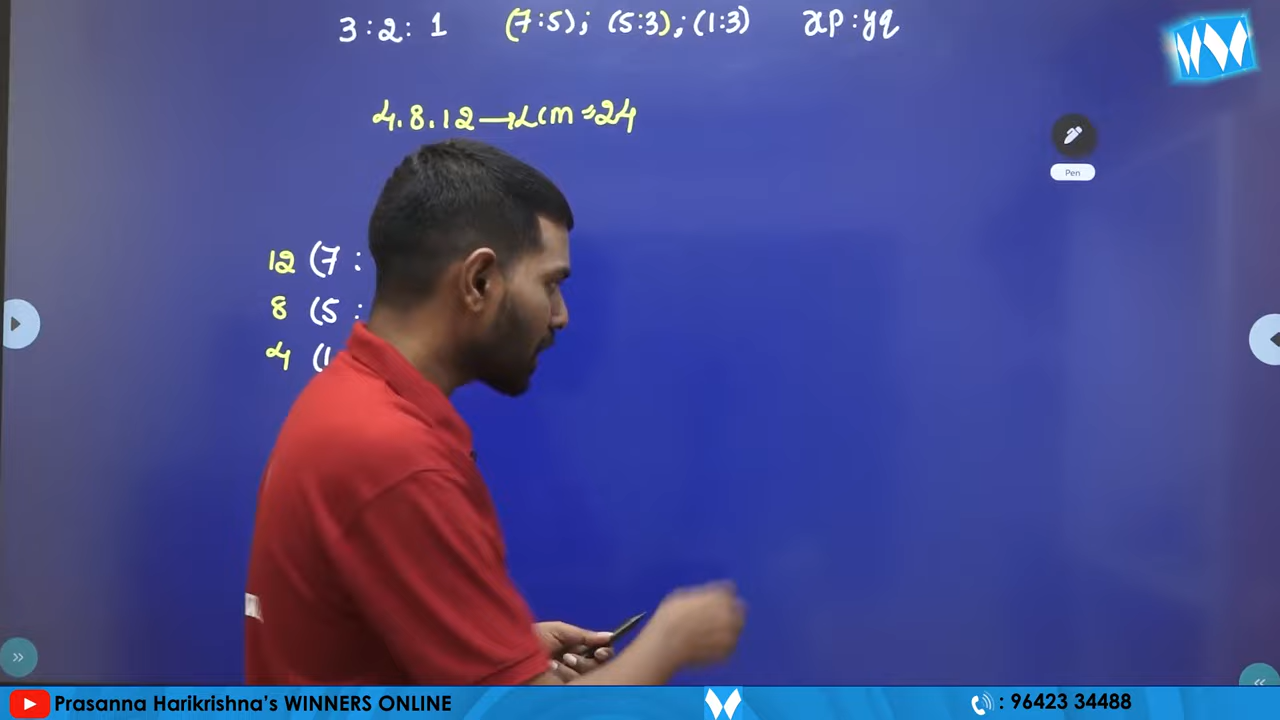 3 : 2 : 1 (7:5); (5:3); (1:3) xp : yq
4.8.12 → LCM = 24
Pen
12 (7 :
8 (5 :
4 (1
Prasanna Harikrishna's WINNERS ONLINE : 96423 34488